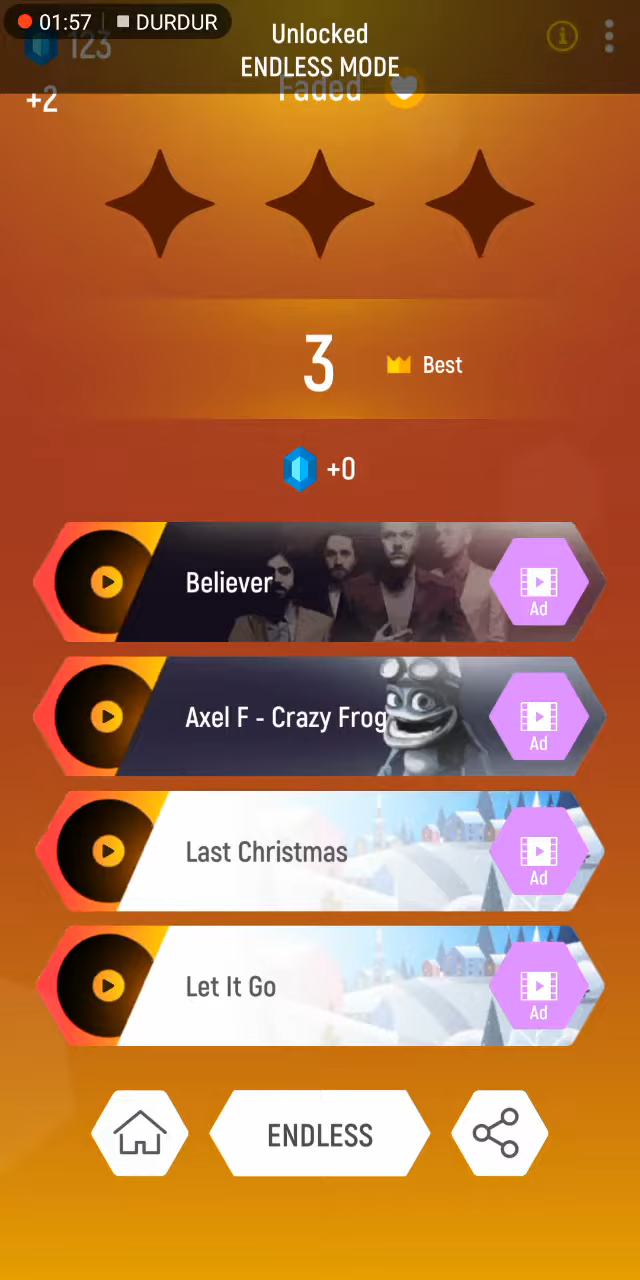 01:57 DURDUR
123
Unlocked
ENDLESS MODE
+2
Faded
3
Best
+0
Believer
Ad
Axel F - Crazy Frog
Ad
Last Christmas
Ad
Let It Go
Ad
ENDLESS